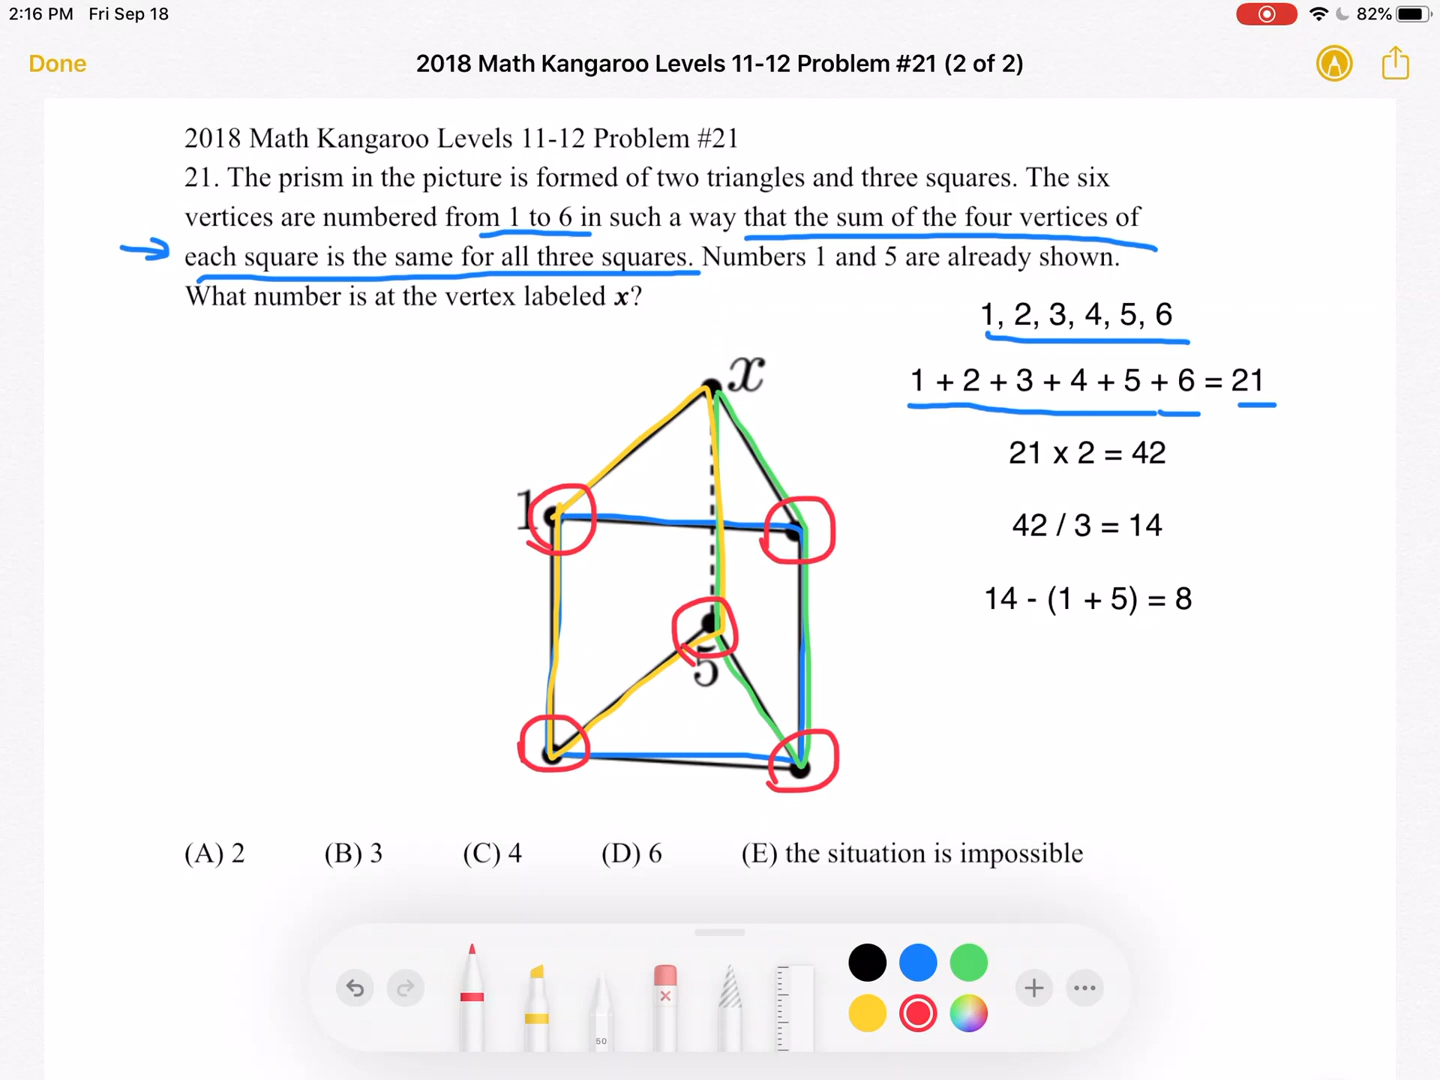 2:16 PM Fri Sep 18
82%
Done
2018 Math Kangaroo Levels 11-12 Problem #21 (2 of 2)
2018 Math Kangaroo Levels 11-12 Problem #21
21. The prism in the picture is formed of two triangles and three squares. The six
vertices are numbered from 1 to 6 in such a way that the sum of the four vertices of
each square is the same for all three squares. Numbers 1 and 5 are already shown.
What number is at the vertex labeled x?
1, 2, 3, 4, 5, 6
1 + 2 + 3 + 4 + 5 + 6 = 21
21 x 2 = 42
42 / 3 = 14
14 - (1 + 5) = 8
x
1
5
(A) 2 (B) 3 (C) 4 (D) 6 (E) the situation is impossible
50